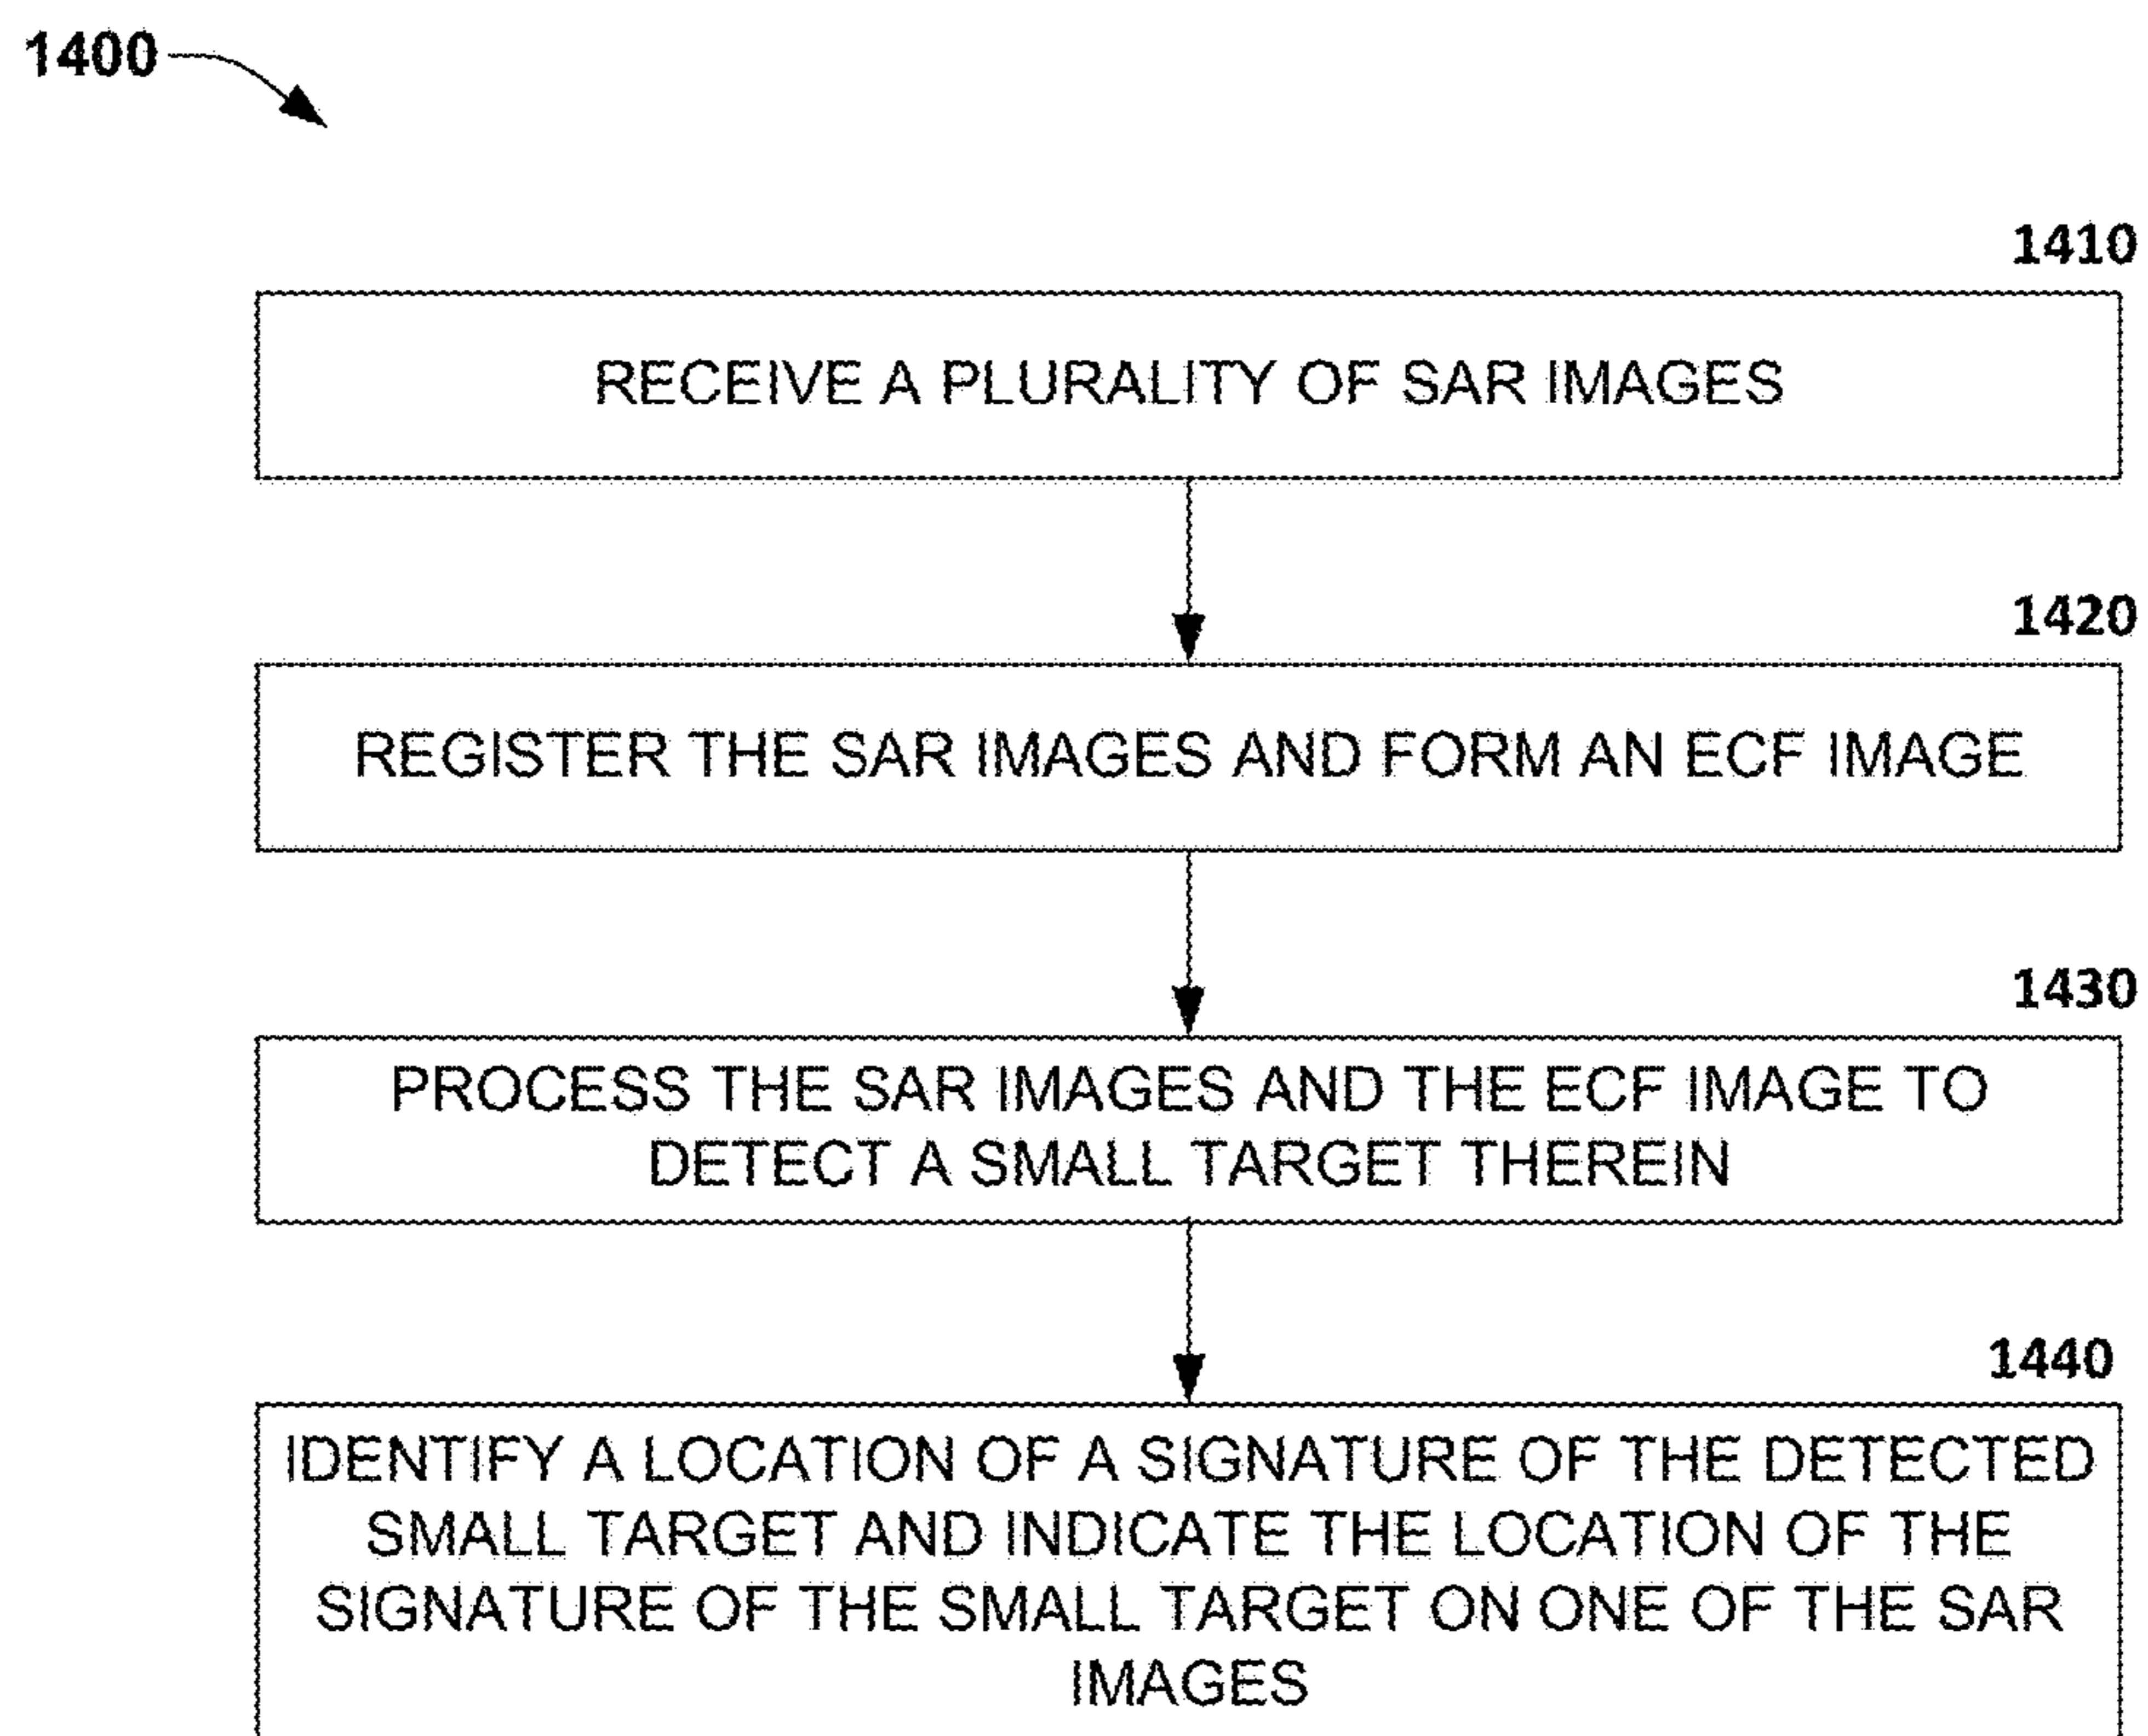 1400
1410
RECEIVE A PLURALITY OF SAR IMAGES
1420
REGISTER THE SAR IMAGES AND FORM AN ECF IMAGE
1430
PROCESS THE SAR IMAGES AND THE ECF IMAGE TO
DETECT A SMALL TARGET THEREIN
1440
IDENTIFY A LOCATION OF A SIGNATURE OF THE DETECTED
SMALL TARGET AND INDICATE THE LOCATION OF THE
SIGNATURE OF THE SMALL TARGET ON ONE OF THE SAR
IMAGES